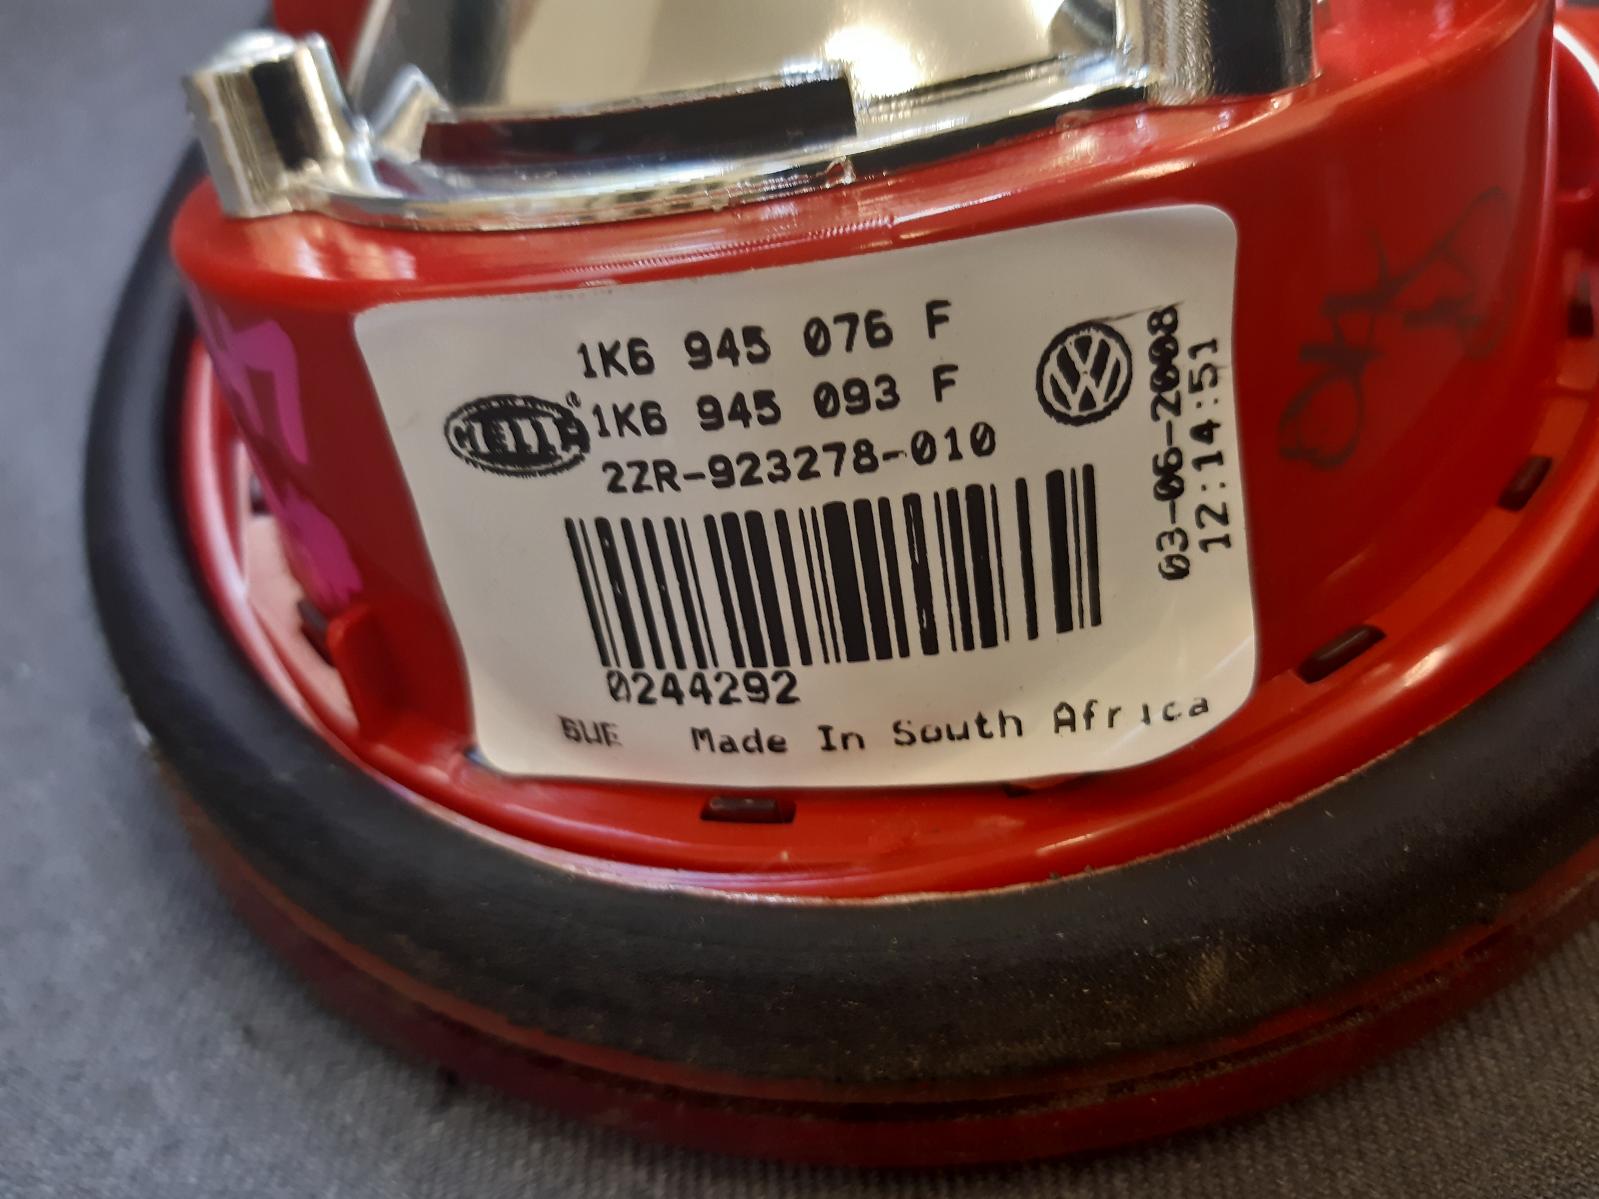 1K6 945 076 F
HELLA®
1K6 945 093 F
2ZR-923278-010
03-06-2008
12:14:51
0244292
Made In South Africa